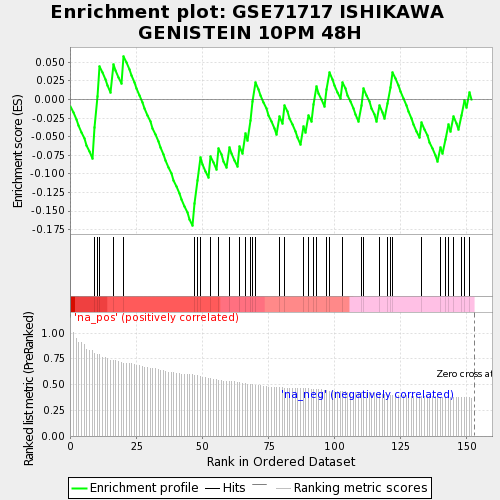 Enrichment plot: GSE71717 ISHIKAWA
GENISTEIN 10PM 48H
Enrichment score (ES)
0.050
0.025
0.000
-0.025
-0.050
-0.075
-0.100
-0.125
-0.150
-0.175
'na_pos' (positively correlated)
Ranked list metric (PreRanked)
1.00
0.75
0.50
0.25
0.00
Zero cross at
'na_neg' (negatively correlated)
0 25 50 75 100 125 150
Rank in Ordered Dataset
Enrichment profile Hits Ranking metric scores